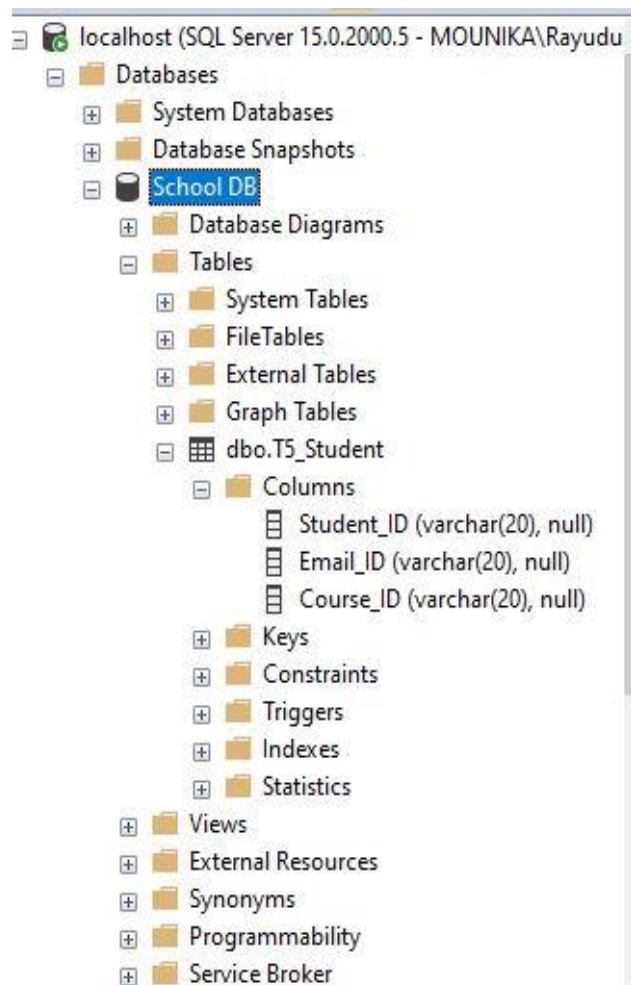 localhost (SQL Server 15.0.2000.5 - MOUNIKA\Rayudu
Databases
System Databases
Database Snapshots
School DB
Database Diagrams
Tables
System Tables
FileTables
External Tables
Graph Tables
dbo.T5_Student
Columns
Student_ID (varchar(20), null)
Email_ID (varchar(20), null)
Course_ID (varchar(20), null)
Keys
Constraints
Triggers
Indexes
Statistics
Views
External Resources
Synonyms
Programmability
Service Broker